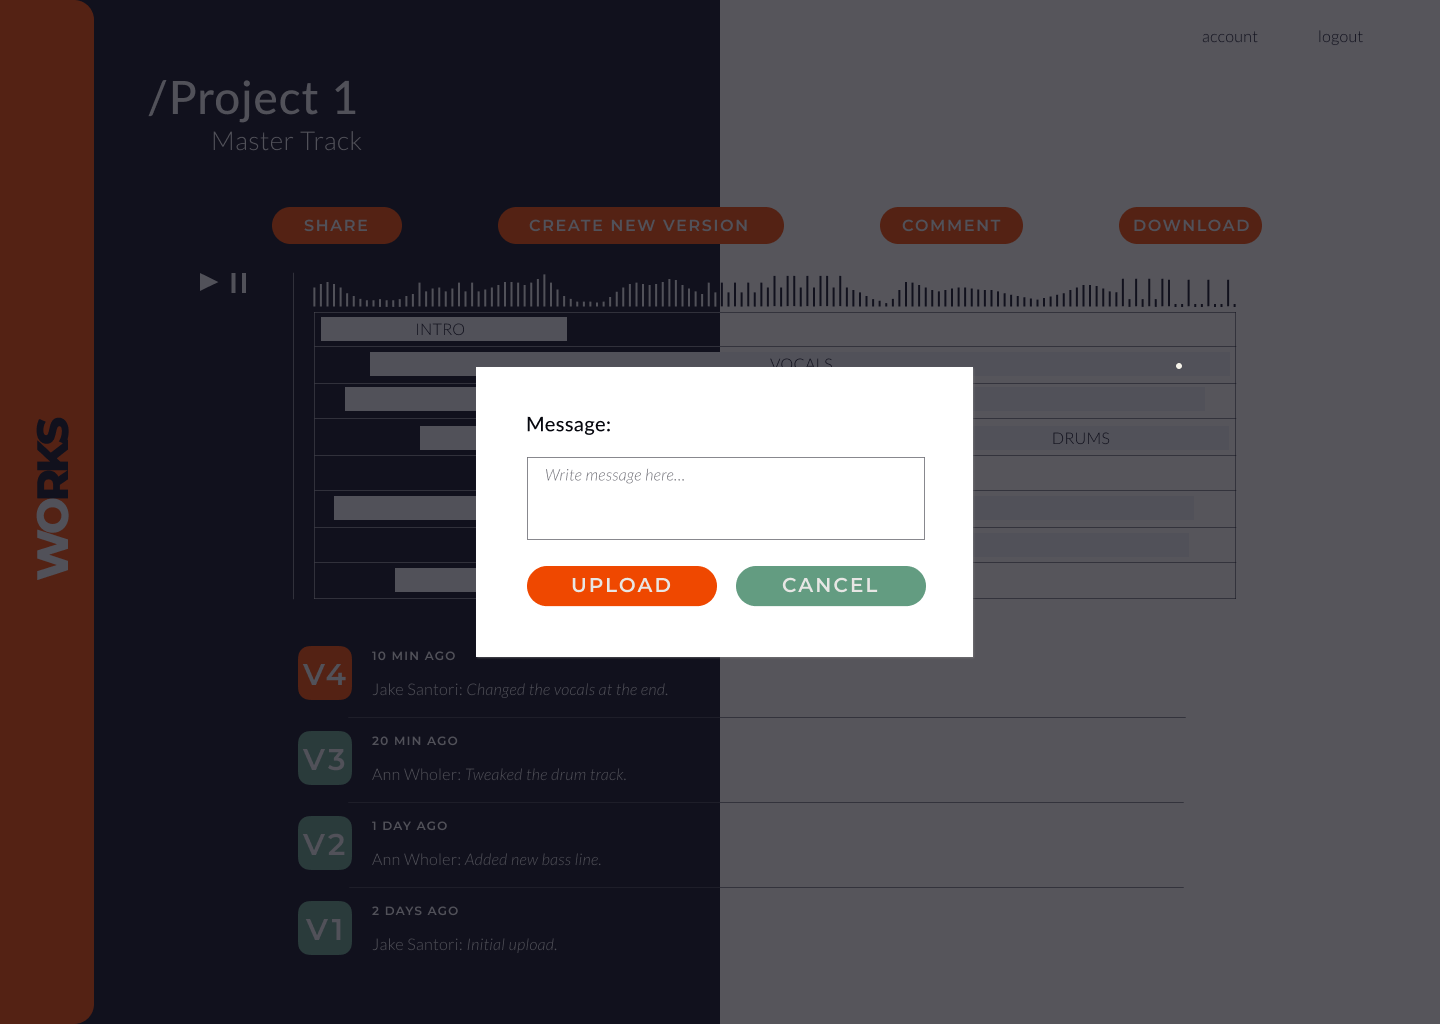 account
logout
/Project 1
Master Track
SHARE
CREATE NEW VERSION
COMMENT
DOWNLOAD
INTRO
VOCALS
DRUMS
WORKS
Message:
Write message here...
UPLOAD
CANCEL
V4
10 MIN AGO
Jake Santori: Changed the vocals at the end.
V3
20 MIN AGO
Ann Wholer: Tweaked the drum track.
V2
1 DAY AGO
Ann Wholer: Added new bass line.
V1
2 DAYS AGO
Jake Santori: Initial upload.